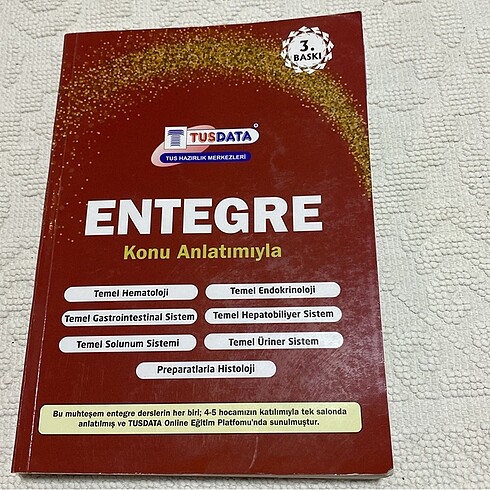 3.
BASKI
TUSDATA
TUS HAZIRLIK MERKEZLERİ
ENTEGRE
Konu Anlatımıyla
Temel Hematoloji
Temel Endokrinoloji
Temel Gastrointestinal Sistem
Temel Hepatobiliyer Sistem
Temel Solunum Sistemi
Temel Üriner Sistem
Preparatlarla Histoloji
Bu muhteşem entegre derslerin her biri; 4-5 hocamızın katılımıyla tek salonda
anlatılmış ve TUSDATA Online Eğitim Platfomu'nda sunulmuştur.